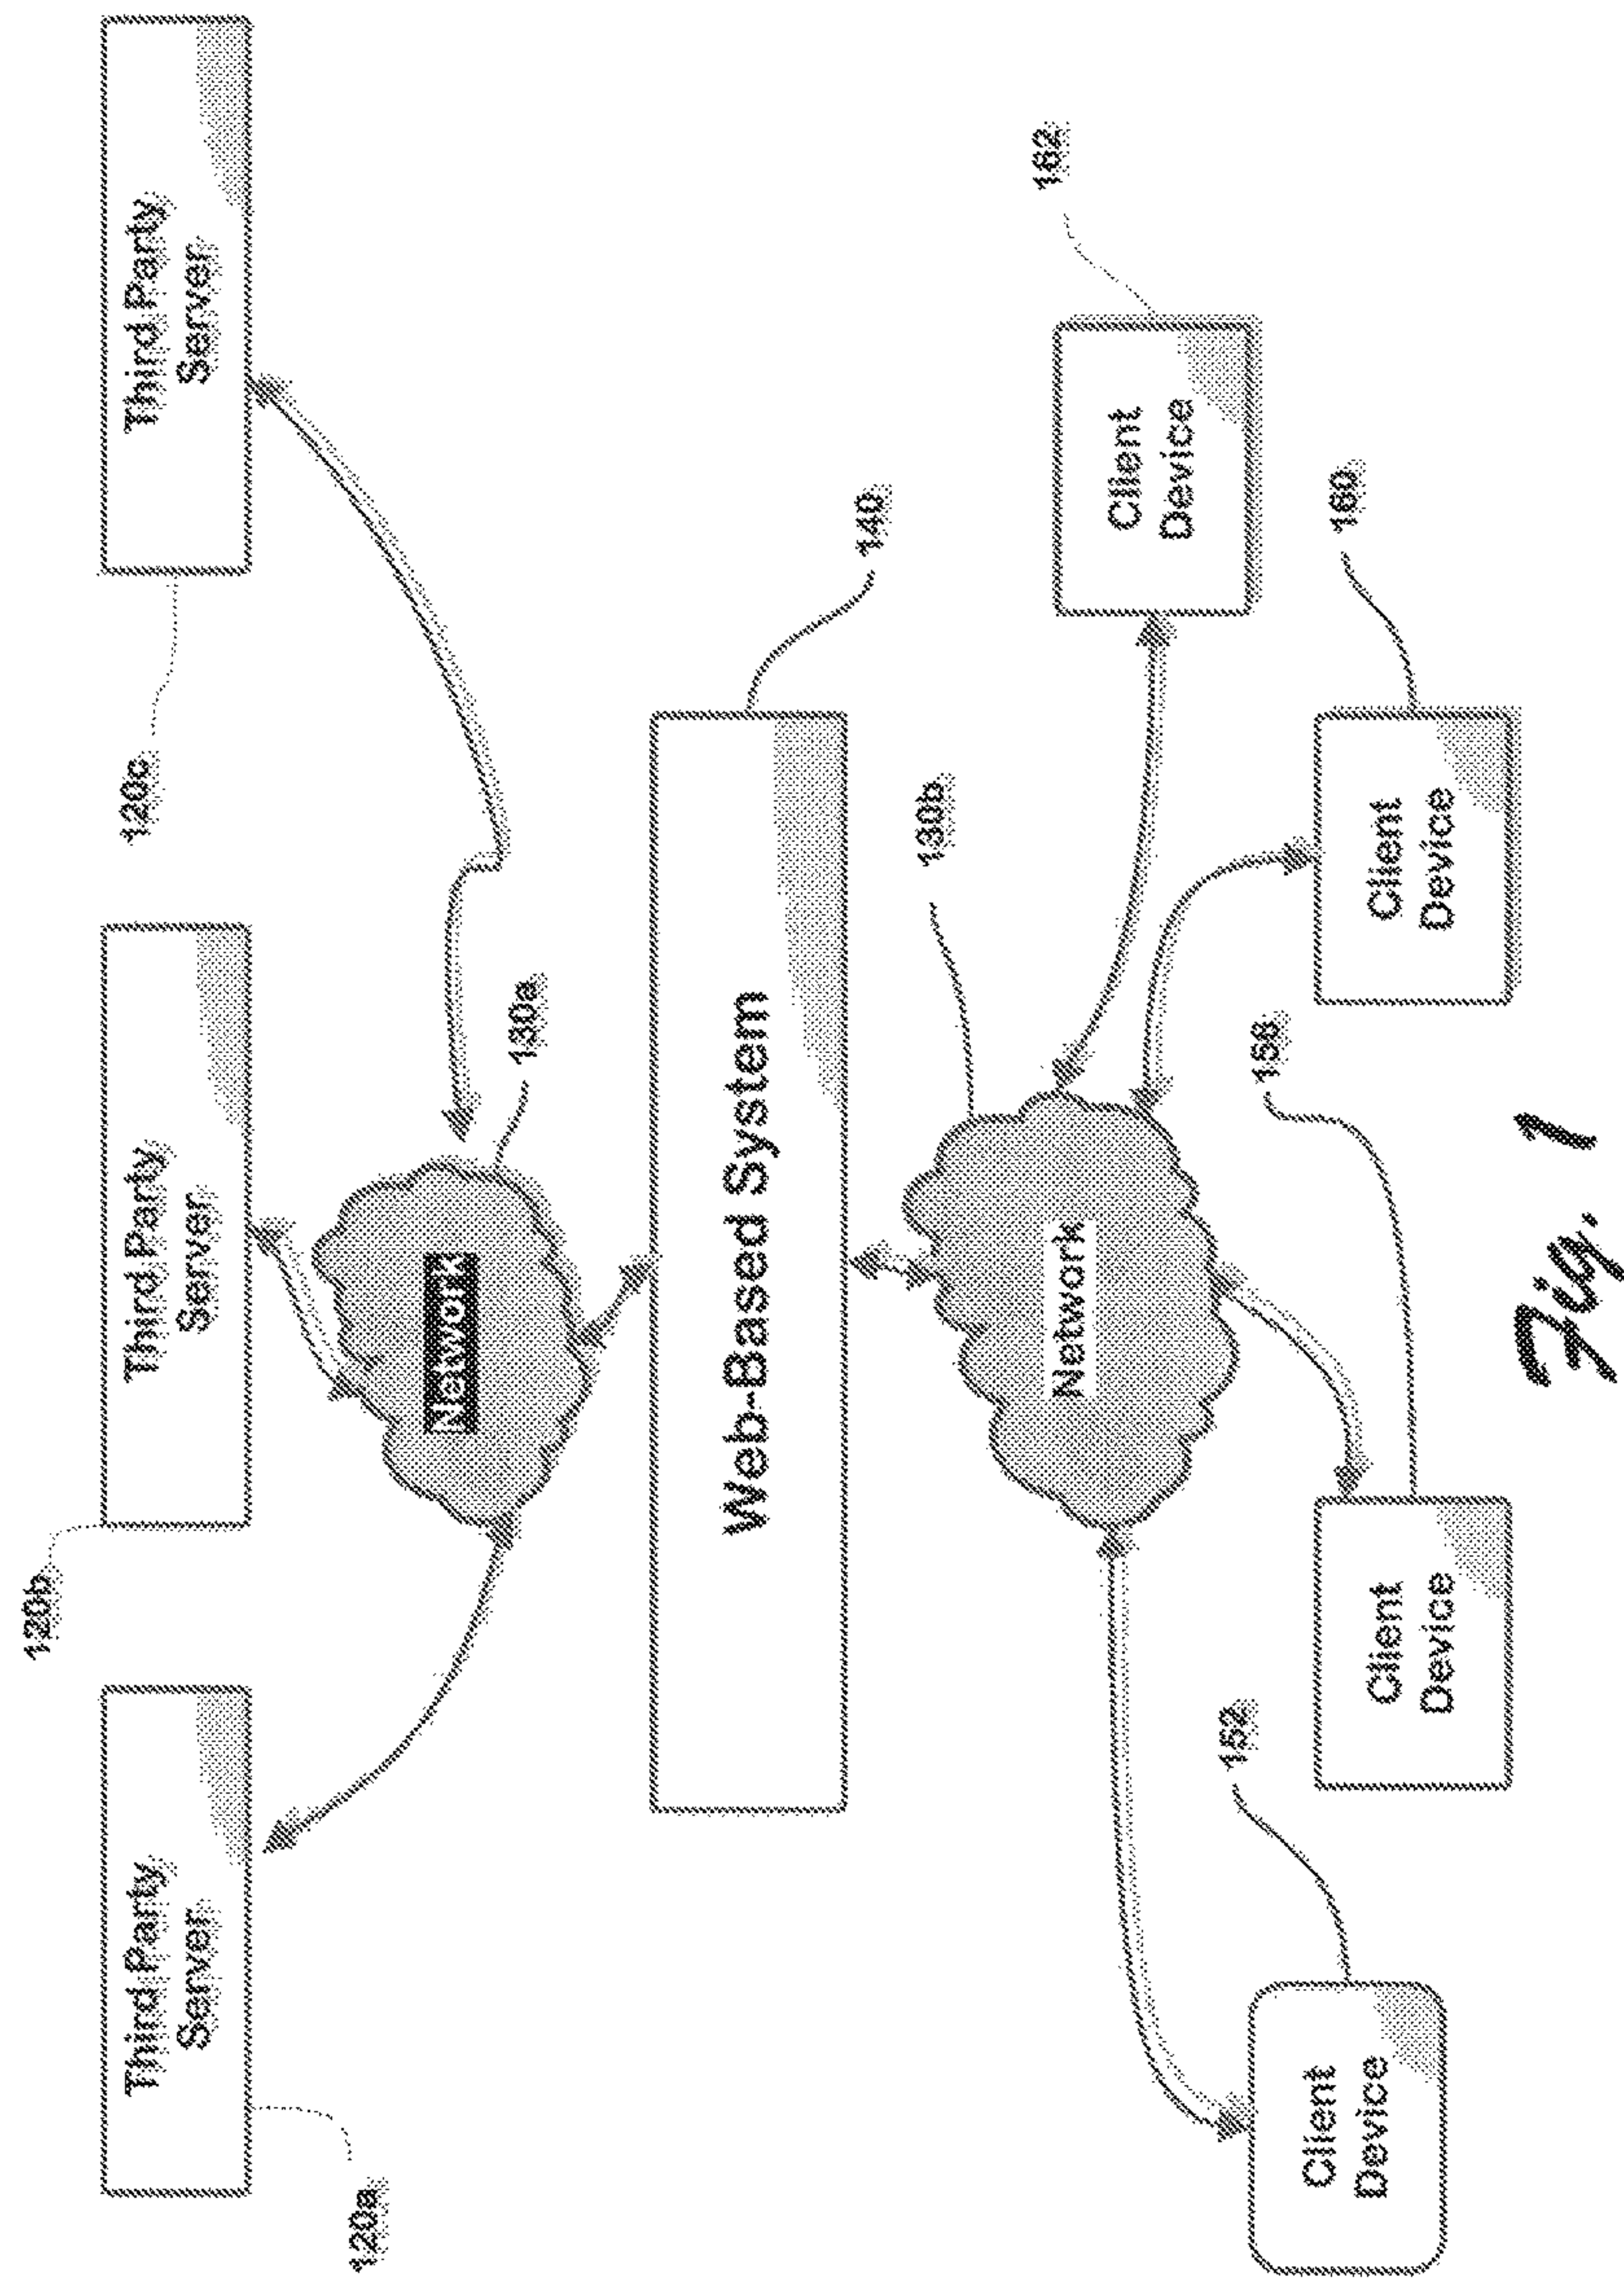 120a
120b
120c
Third Party
Server
Third Party
Server
Third Party
Server
130a
Network
140
Web-Based System
130b
Network
162
Client
Device
152
Client
Device
158
Client
Device
160
Client
Device
Fig. 1